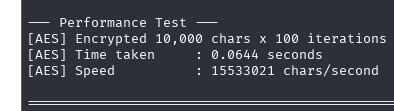 ─── Performance Test ───
[AES] Encrypted 10,000 chars x 100 iterations
[AES] Time taken     : 0.0644 seconds
[AES] Speed          : 15533021 chars/second